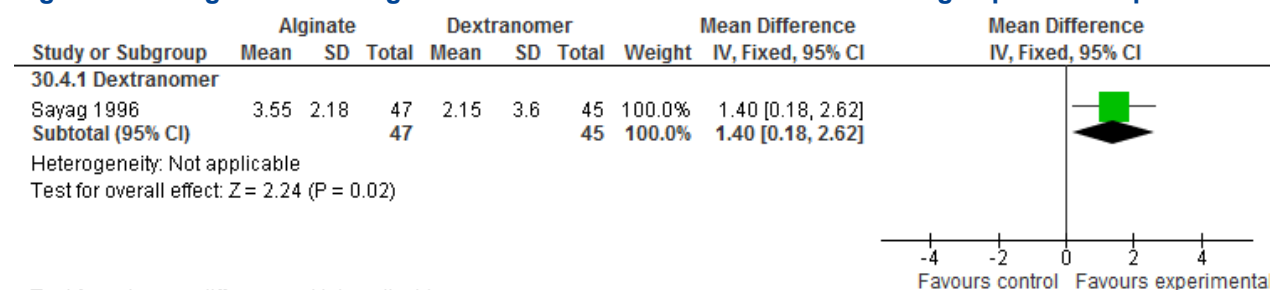 Alginate Dextranomer Mean Difference Mean Difference
Study or Subgroup Mean SD Total Mean SD Total Weight IV, Fixed, 95% CI IV, Fixed, 95% CI
30.4.1 Dextranomer
Sayag 1996 3.55 2.18 47 2.15 3.6 45 100.0% 1.40 [0.18, 2.62]
Subtotal (95% CI) 47 45 100.0% 1.40 [0.18, 2.62]
Heterogeneity: Not applicable
Test for overall effect: Z = 2.24 (P = 0.02)
-4 -2 0 2 4
Favours control Favours experimental